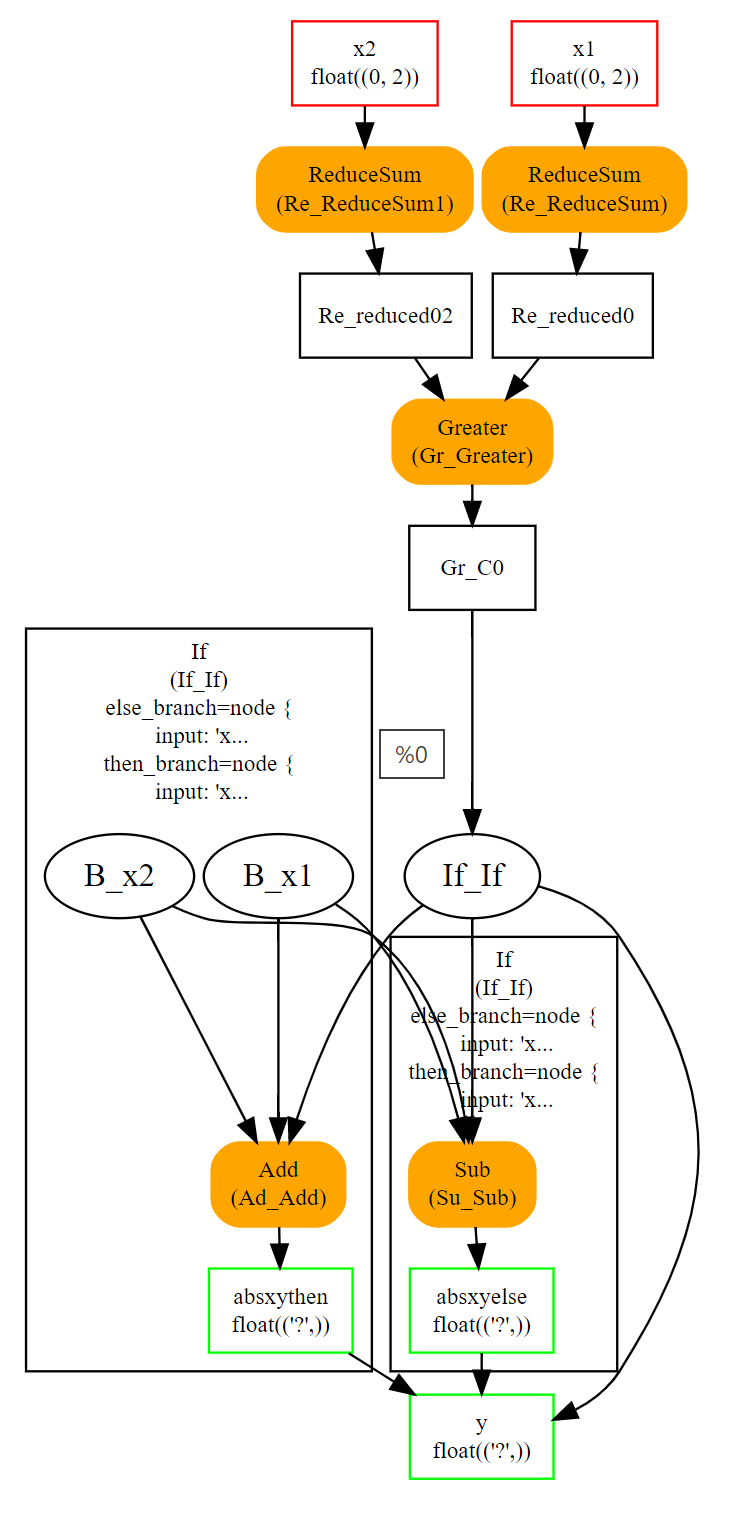 x2
float((0, 2))
x1
float((0, 2))
ReduceSum
(Re_ReduceSum1)
ReduceSum
(Re_ReduceSum)
Re_reduced02
Re_reduced0
Greater
(Gr_Greater)
Gr_C0
If
(If_If)
else_branch=node {
input: 'x...
then_branch=node {
input: 'x...
%0
B_x2
B_x1
If_If
If
(If_If)
else_branch=node {
input: 'x...
then_branch=node {
input: 'x...
Add
(Ad_Add)
Sub
(Su_Sub)
absxythen
float(('?',))
absxyelse
float(('?',))
y
float(('?',))